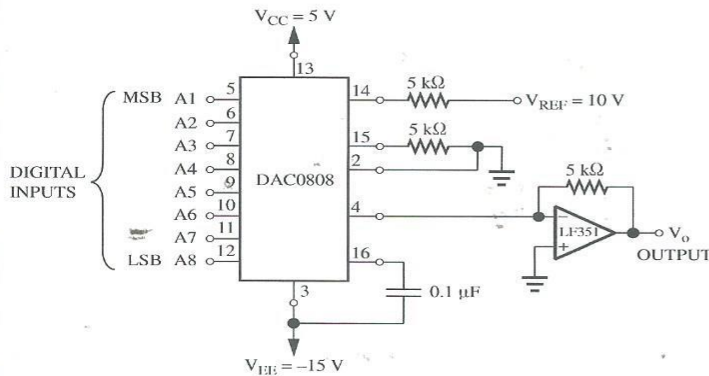 V_CC = 5 V
13
MSB A1 5
14
5 kΩ
V_REF = 10 V
A2 6
A3 7
15
5 kΩ
A4 8
2
DIGITAL
INPUTS
DAC0808
A5 9
A6 10
4
5 kΩ
A7 11
−
LF351
+
V_o
OUTPUT
LSB A8 12
16
0.1 µF
3
V_EE = –15 V